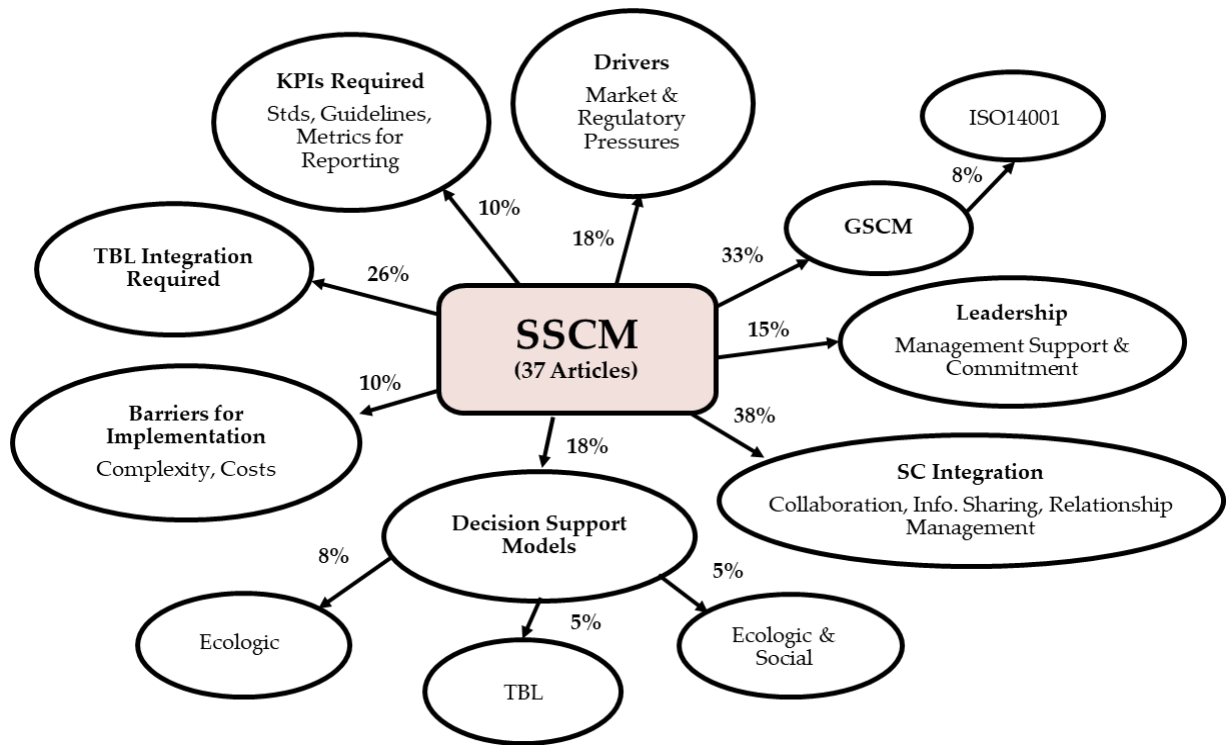 KPIs Required
Stds, Guidelines,
Metrics for
Reporting
Drivers
Market &
Regulatory
Pressures
ISO14001
8%
GSCM
10%
18%
33%
TBL Integration
Required
26%
SSCM
(37 Articles)
15%
Leadership
Management Support &
Commitment
10%
Barriers for
Implementation
Complexity, Costs
38%
SC Integration
Collaboration, Info. Sharing, Relationship
Management
18%
Decision Support
Models
8%
5%
5%
Ecologic
TBL
Ecologic &
Social